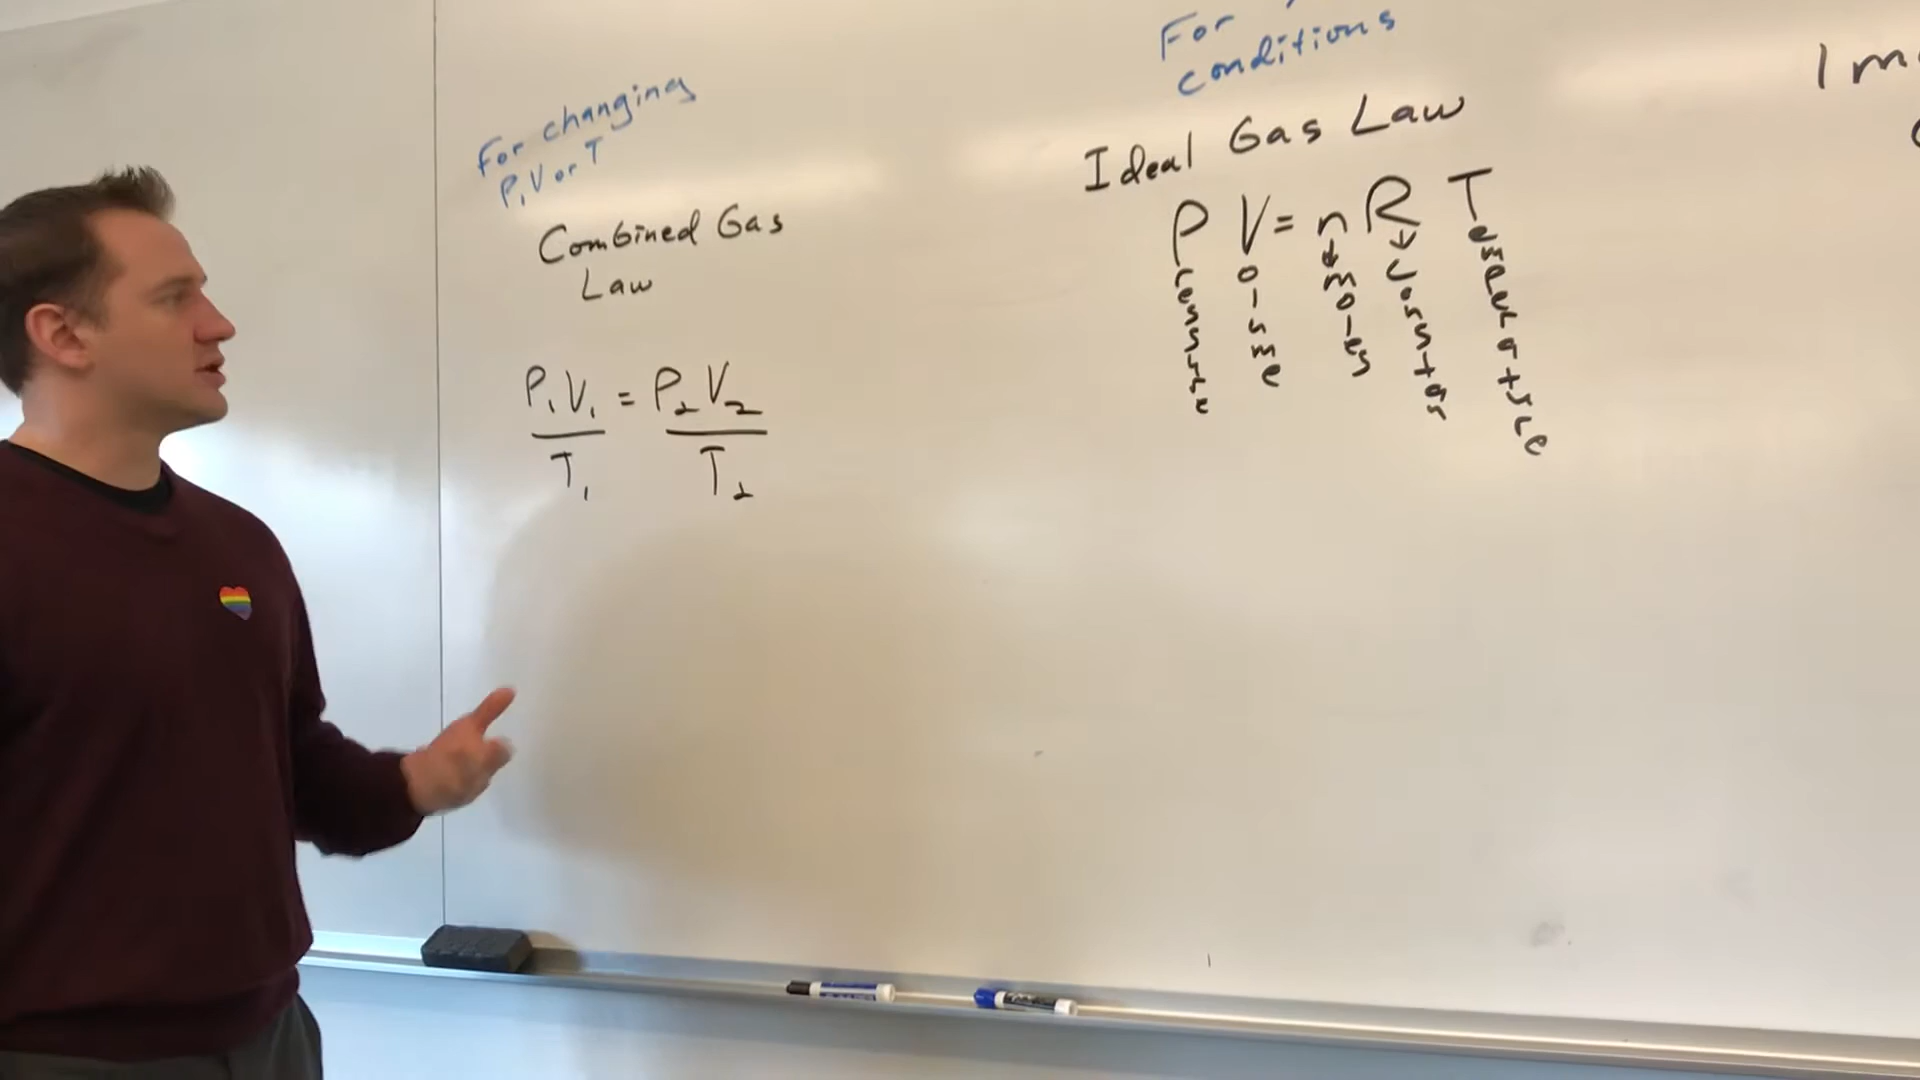 For changing
P, V or T
Combined Gas
Law
P₁V₁ = P₂V₂
T₁ T₂
For
conditions
Ideal Gas Law
P V = n R T
Pressure
Volume
moles
Temperature
1 m